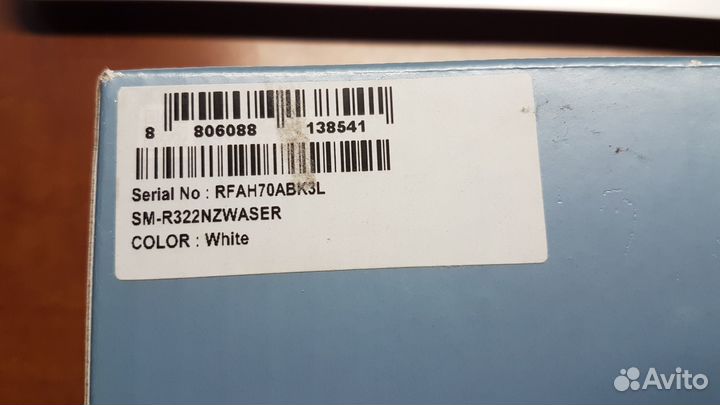 8 806088 138541
Serial No : RFAH70ABK3L
SM-R322NZWASER
COLOR : White
Avito